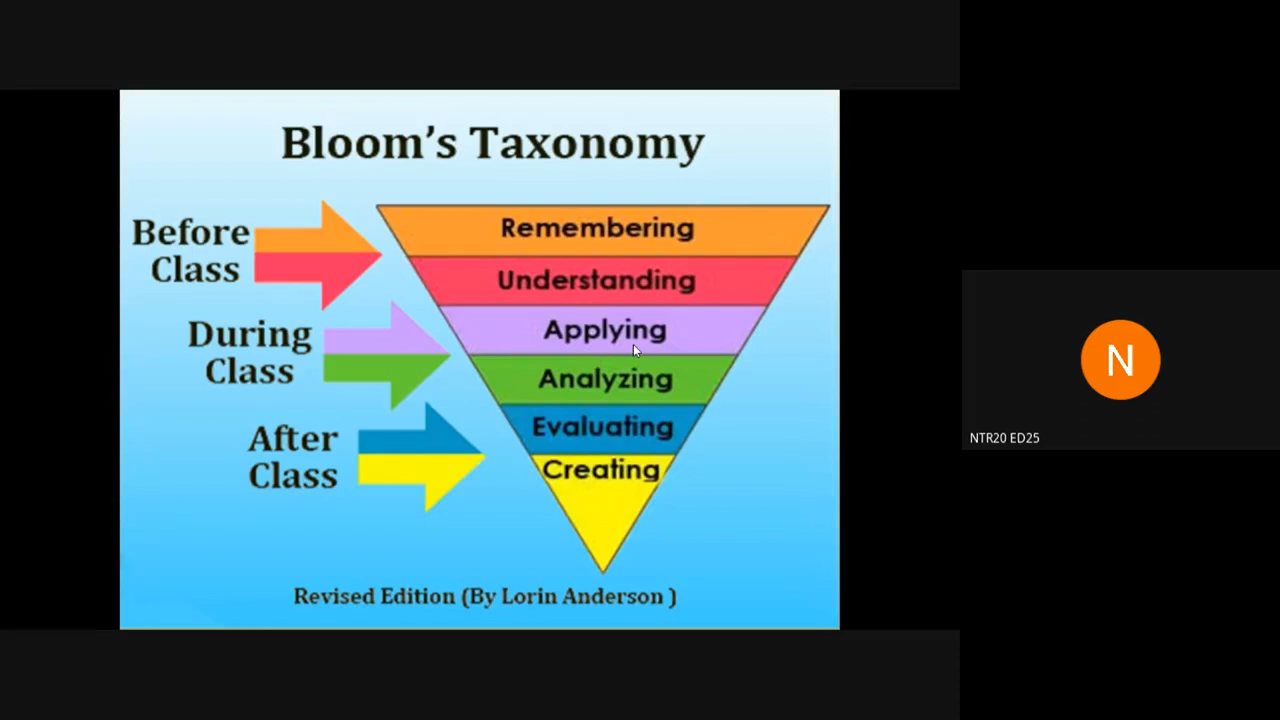 Bloom's Taxonomy
Before
Class
Remembering
Understanding
During
Class
Applying
Analyzing
After
Class
Evaluating
Creating
Revised Edition (By Lorin Anderson )
N
NTR20 ED25